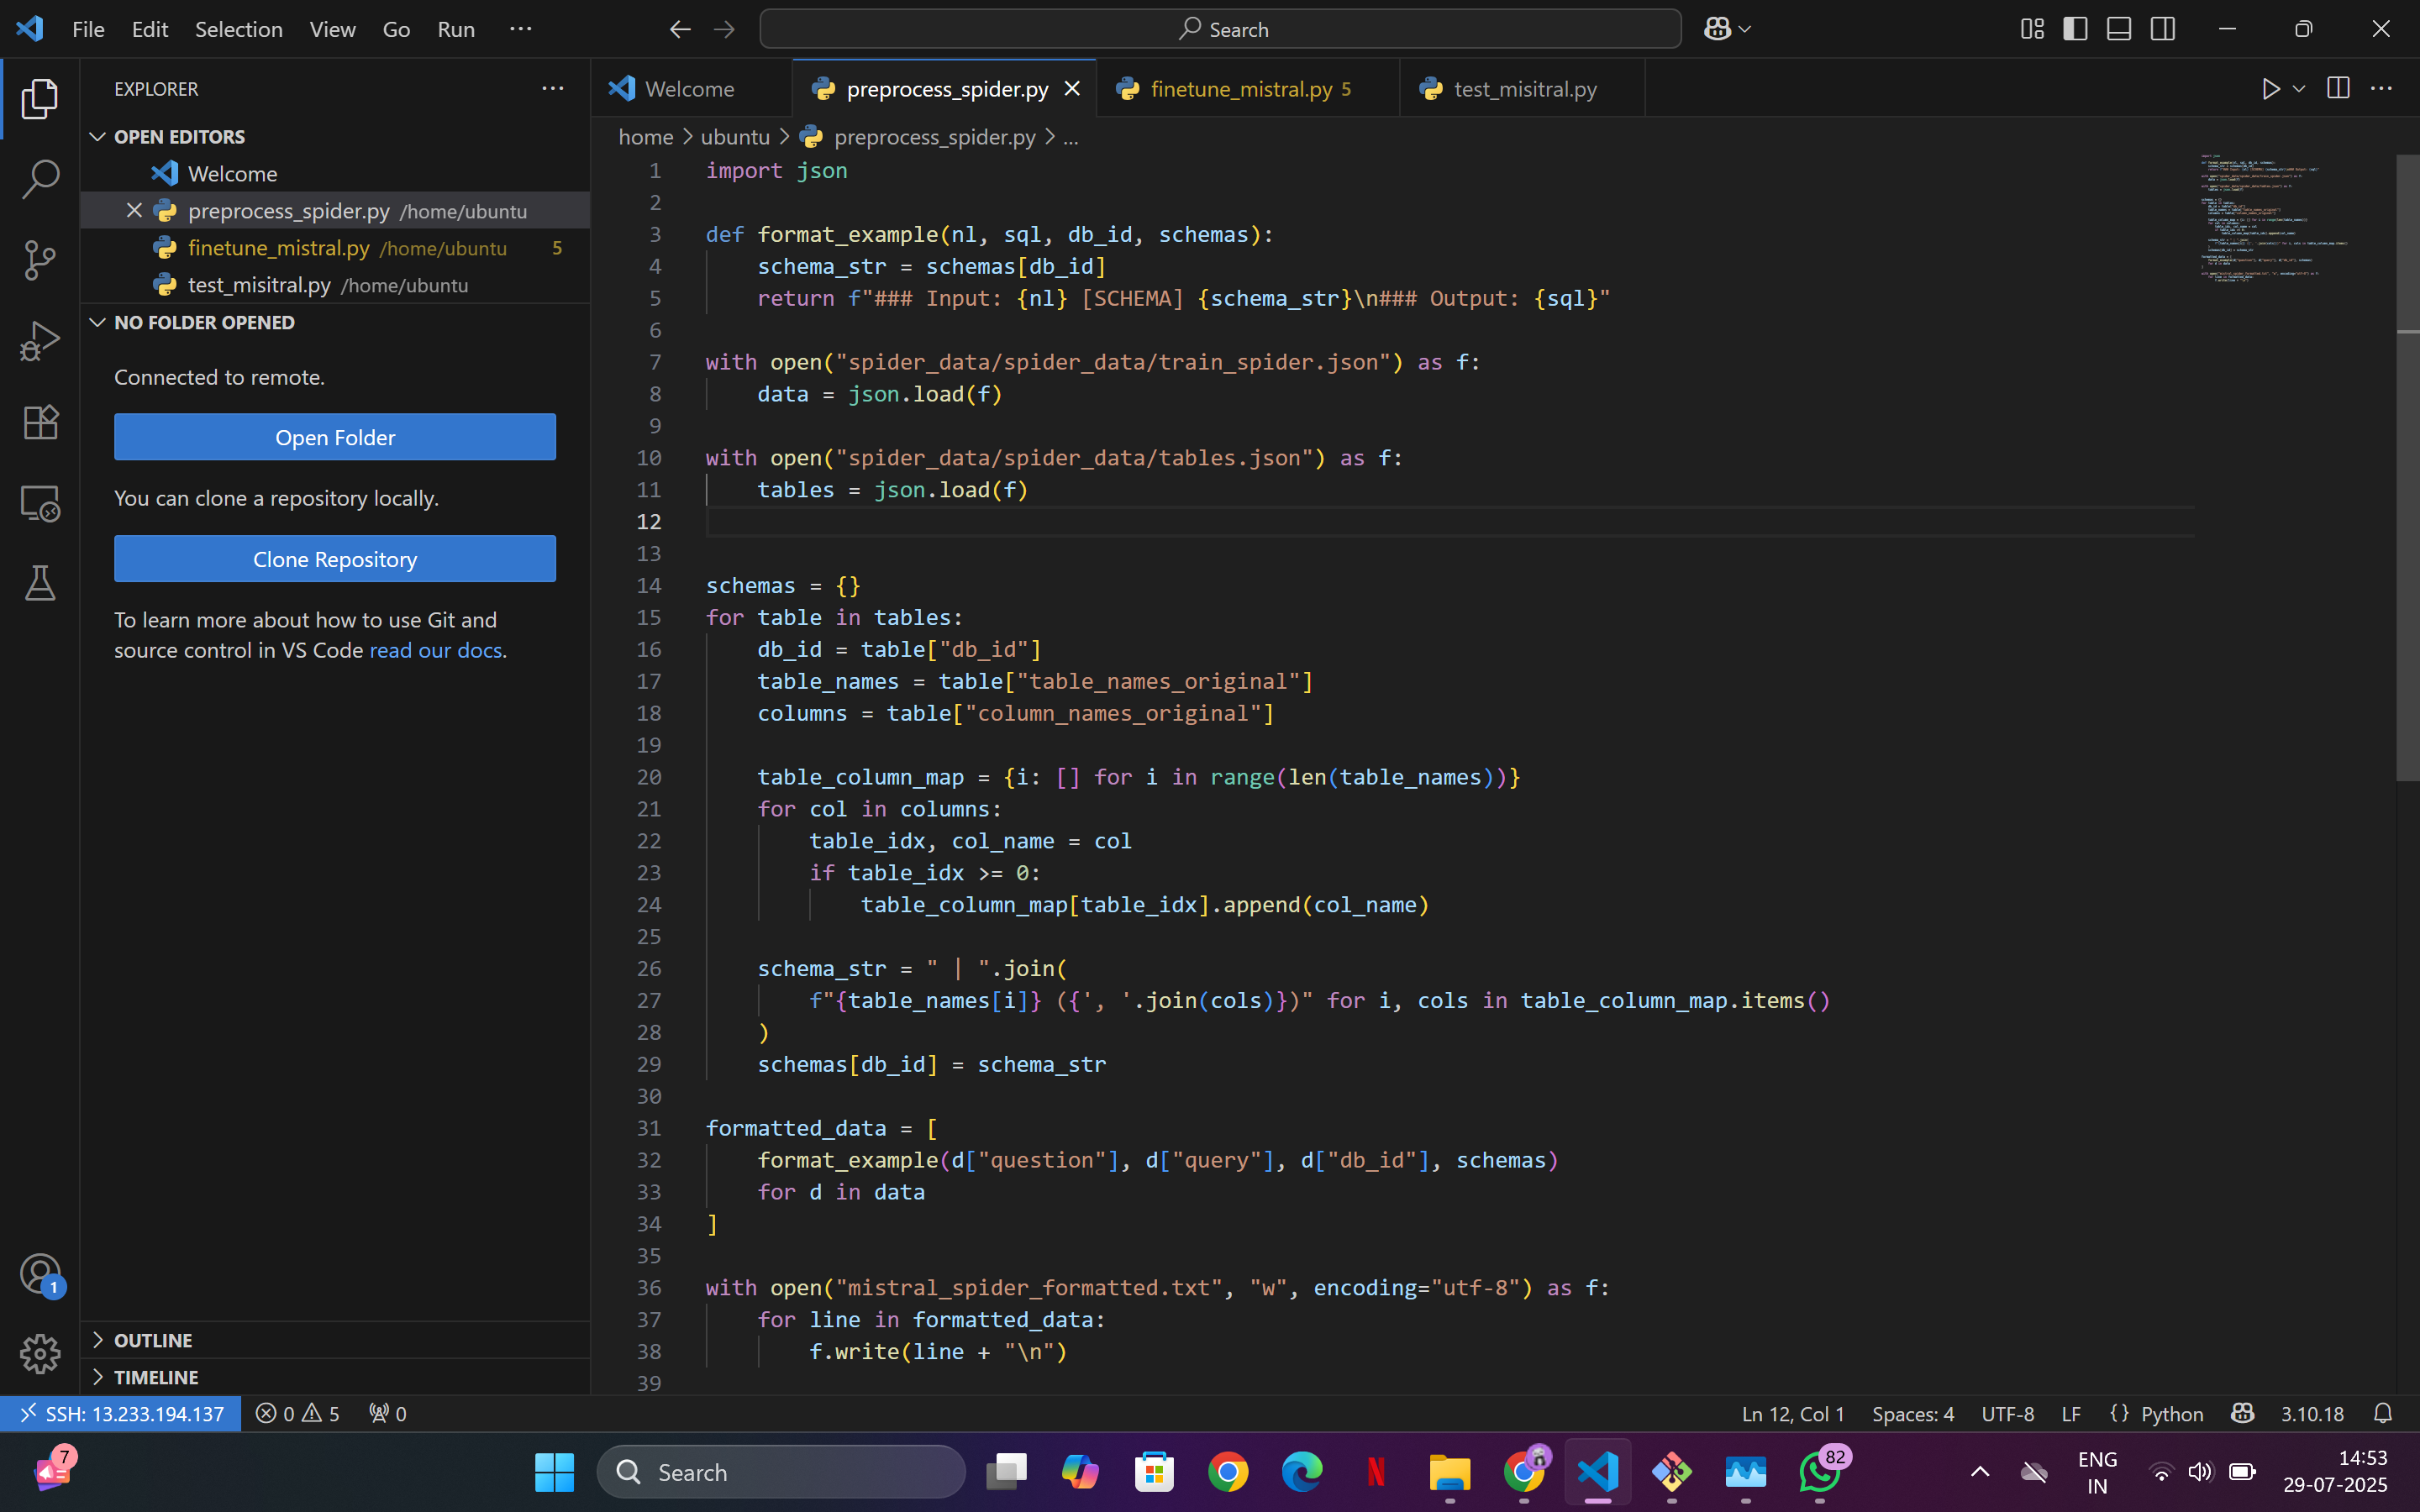 File Edit Selection View Go Run ··· Search
EXPLORER ···
OPEN EDITORS
Welcome
preprocess_spider.py /home/ubuntu
finetune_mistral.py /home/ubuntu 5
test_misitral.py /home/ubuntu
NO FOLDER OPENED
Connected to remote.
Open Folder
You can clone a repository locally.
Clone Repository
To learn more about how to use Git and
source control in VS Code read our docs.
OUTLINE
TIMELINE
1
Welcome preprocess_spider.py finetune_mistral.py 5 test_misitral.py
home > ubuntu > preprocess_spider.py > ...
1 import json
2
3 def format_example(nl, sql, db_id, schemas):
4     schema_str = schemas[db_id]
5     return f"### Input: {nl} [SCHEMA] {schema_str}\n### Output: {sql}"
6
7 with open("spider_data/spider_data/train_spider.json") as f:
8     data = json.load(f)
9
10 with open("spider_data/spider_data/tables.json") as f:
11     tables = json.load(f)
12
13
14 schemas = {}
15 for table in tables:
16     db_id = table["db_id"]
17     table_names = table["table_names_original"]
18     columns = table["column_names_original"]
19
20     table_column_map = {i: [] for i in range(len(table_names))}
21     for col in columns:
22         table_idx, col_name = col
23         if table_idx >= 0:
24             table_column_map[table_idx].append(col_name)
25
26     schema_str = " | ".join(
27         f"{table_names[i]} ({', '.join(cols)})" for i, cols in table_column_map.items()
28     )
29     schemas[db_id] = schema_str
30
31 formatted_data = [
32     format_example(d["question"], d["query"], d["db_id"], schemas)
33     for d in data
34 ]
35
36 with open("mistral_spider_formatted.txt", "w", encoding="utf-8") as f:
37     for line in formatted_data:
38         f.write(line + "\n")
39
SSH: 13.233.194.137 0 5 0 Ln 12, Col 1 Spaces: 4 UTF-8 LF {} Python 3.10.18
7 Search 82 ENG 14:53
IN 29-07-2025